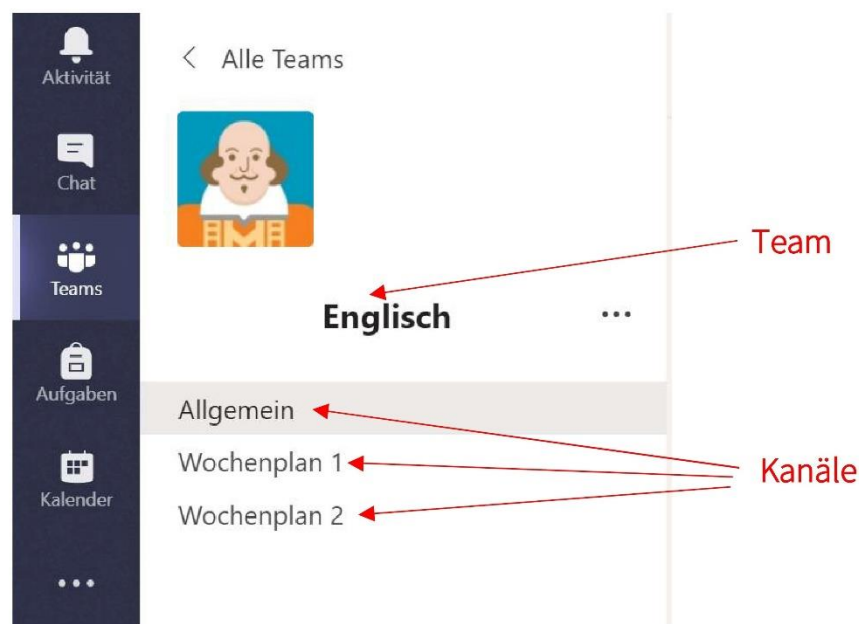 Aktivität
Chat
Teams
Aufgaben
Kalender
...
< Alle Teams
Englisch ...
Allgemein
Wochenplan 1
Wochenplan 2
Team
Kanäle